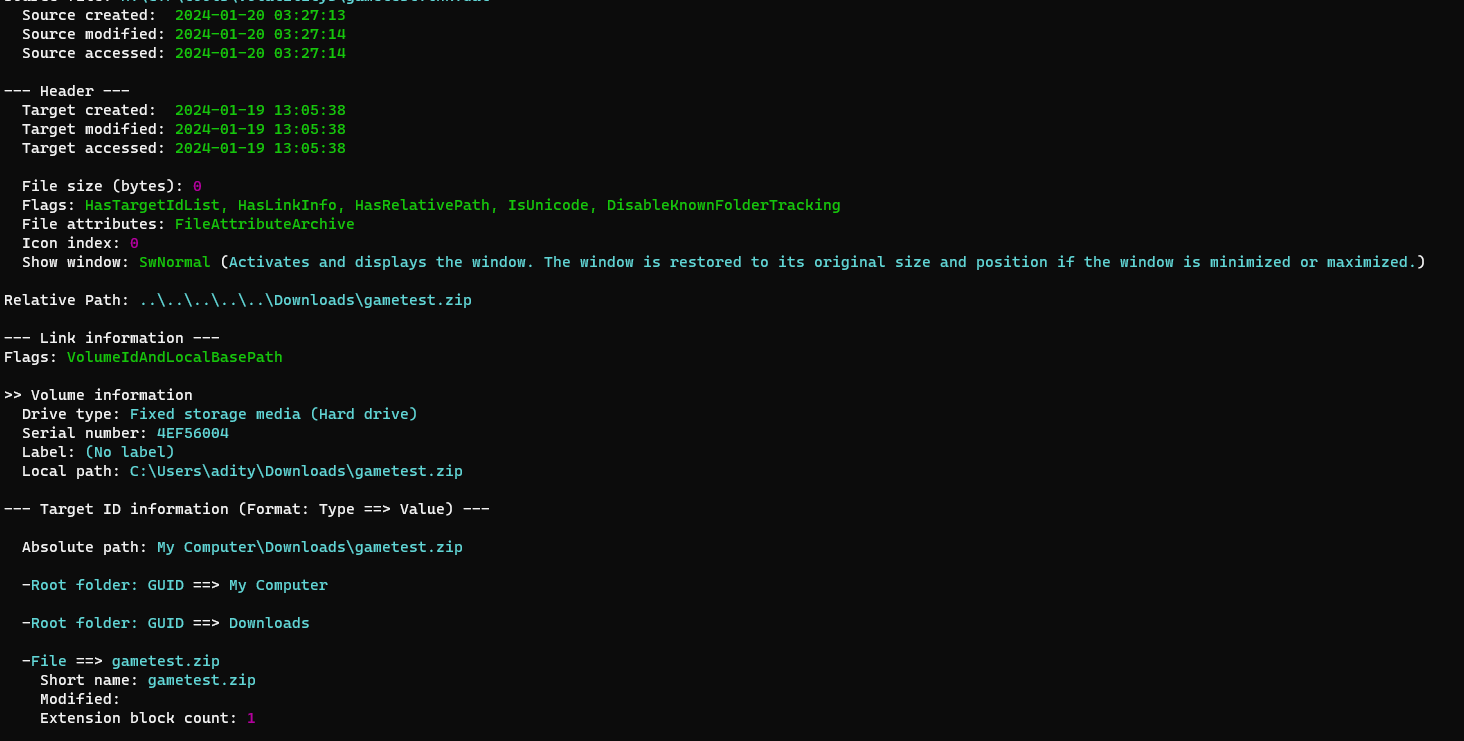 Source created:  2024-01-20 03:27:13
Source modified: 2024-01-20 03:27:14
Source accessed: 2024-01-20 03:27:14
--- Header ---
Target created:  2024-01-19 13:05:38
Target modified: 2024-01-19 13:05:38
Target accessed: 2024-01-19 13:05:38
File size (bytes): 0
Flags: HasTargetIdList, HasLinkInfo, HasRelativePath, IsUnicode, DisableKnownFolderTracking
File attributes: FileAttributeArchive
Icon index: 0
Show window: SwNormal (Activates and displays the window. The window is restored to its original size and position if the window is minimized or maximized.)
Relative Path: ..\..\..\..\..\Downloads\gametest.zip
--- Link information ---
Flags: VolumeIdAndLocalBasePath
>> Volume information
Drive type: Fixed storage media (Hard drive)
Serial number: 4EF56004
Label: (No label)
Local path: C:\Users\adity\Downloads\gametest.zip
--- Target ID information (Format: Type ==> Value) ---
Absolute path: My Computer\Downloads\gametest.zip
-Root folder: GUID ==> My Computer
-Root folder: GUID ==> Downloads
-File ==> gametest.zip
Short name: gametest.zip
Modified:
Extension block count: 1